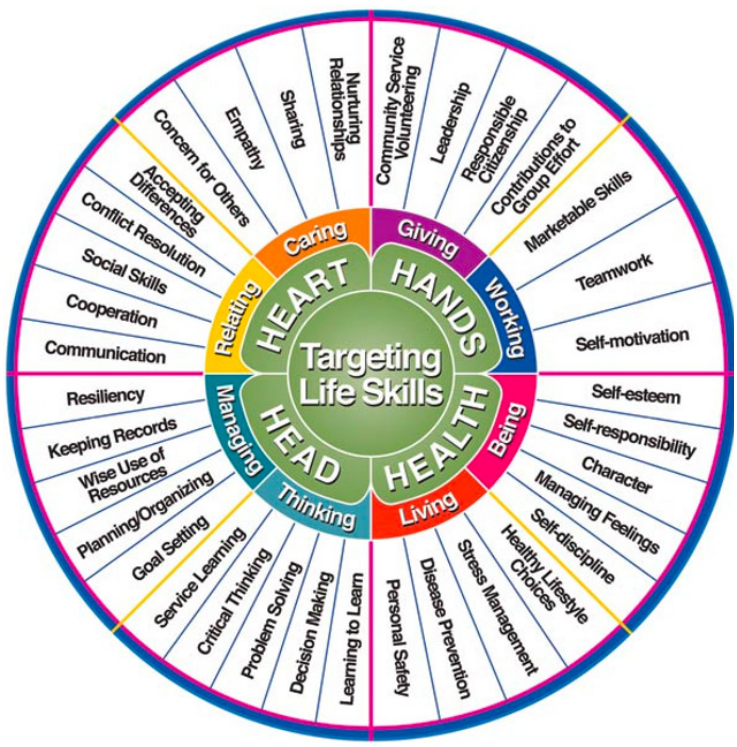 Targeting
Life Skills
HEART
HANDS
HEALTH
HEAD
Caring
Giving
Working
Being
Living
Thinking
Managing
Relating
Nurturing
Relationships
Sharing
Empathy
Concern for Others
Accepting
Differences
Conflict Resolution
Social Skills
Cooperation
Communication
Community Service
Volunteering
Leadership
Responsible
Citizenship
Contributions to
Group Effort
Marketable Skills
Teamwork
Self-motivation
Self-esteem
Self-responsibility
Character
Managing Feelings
Self-discipline
Healthy Lifestyle
Choices
Stress Management
Disease Prevention
Personal Safety
Learning to Learn
Decision Making
Problem Solving
Critical Thinking
Service Learning
Goal Setting
Planning/Organizing
Wise Use of
Resources
Keeping Records
Resiliency